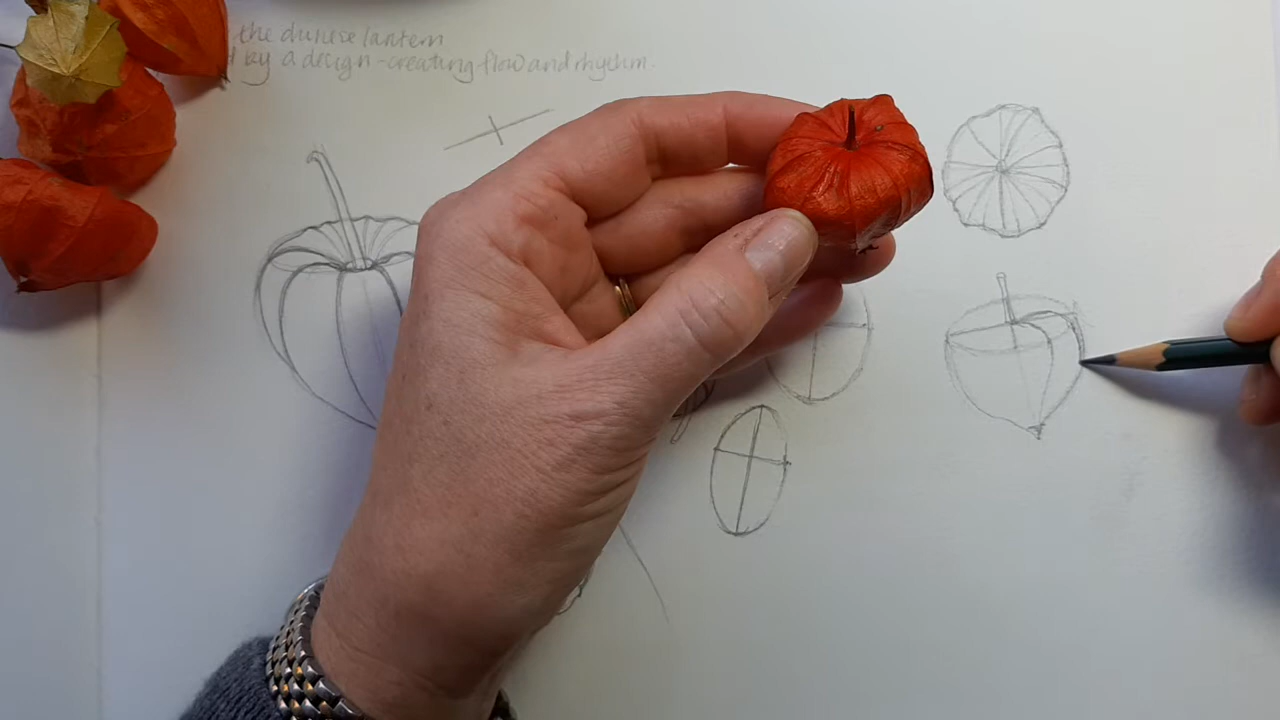 the chinese lantern
by a design - creating flow and rhythm.